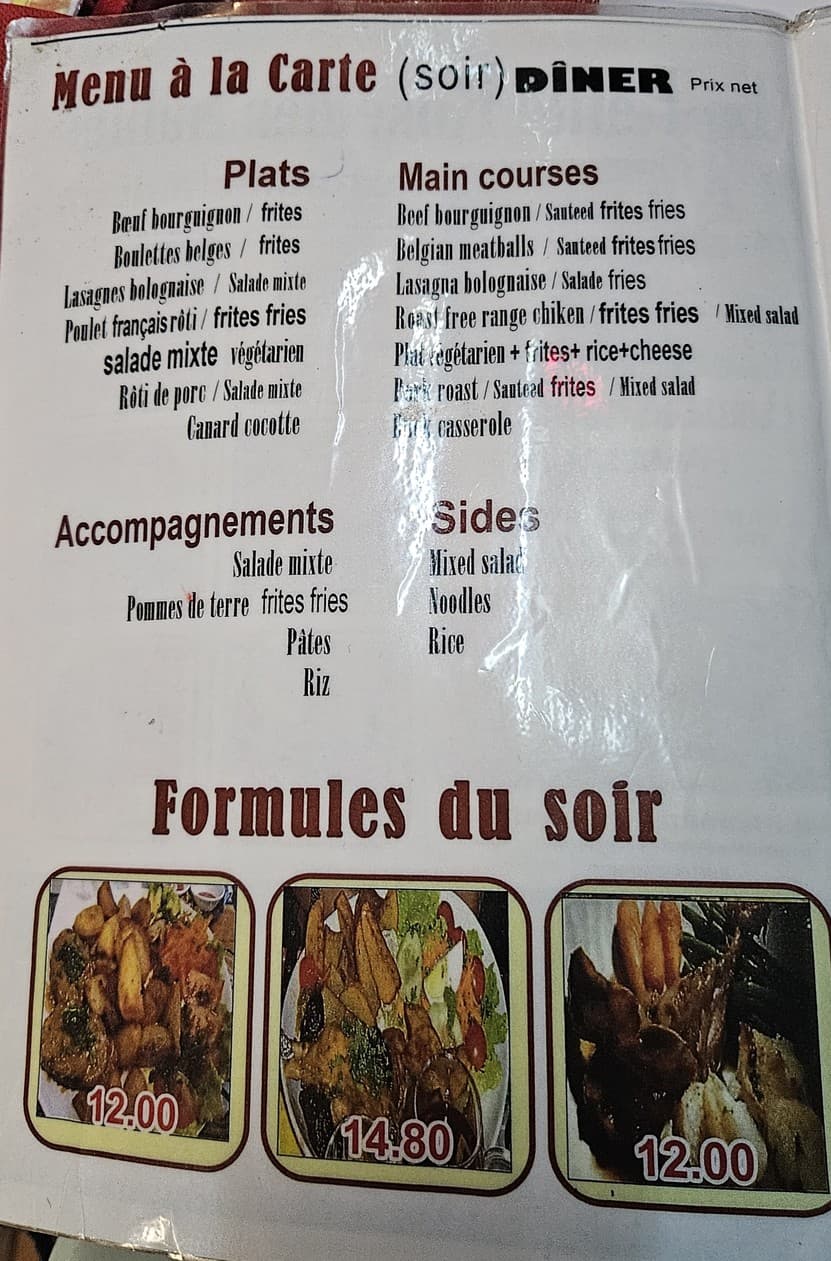 Menu à la Carte (soir) DÎNER Prix net
Plats
Bœuf bourguignon / frites
Boulettes belges / frites
Lasagnes bolognaise / Salade mixte
Poulet français rôti / frites fries
salade mixte végétarien
Rôti de porc / Salade mixte
Canard cocotte
Main courses
Beef bourguignon / Sauteed frites fries
Belgian meatballs / Sauteed frites fries
Lasagna bolognaise / Salade fries
Roast free range chiken / frites fries / Mixed salad
Plat végétarien + frites+ rice+cheese
roast / Sautead frites / Mixed salad
casserole
Accompagnements
Salade mixte
Pommes de terre frites fries
Pâtes
Riz
Sides
Mixed salad
Noodles
Rice
Formules du soir
12.00
14.80
12.00